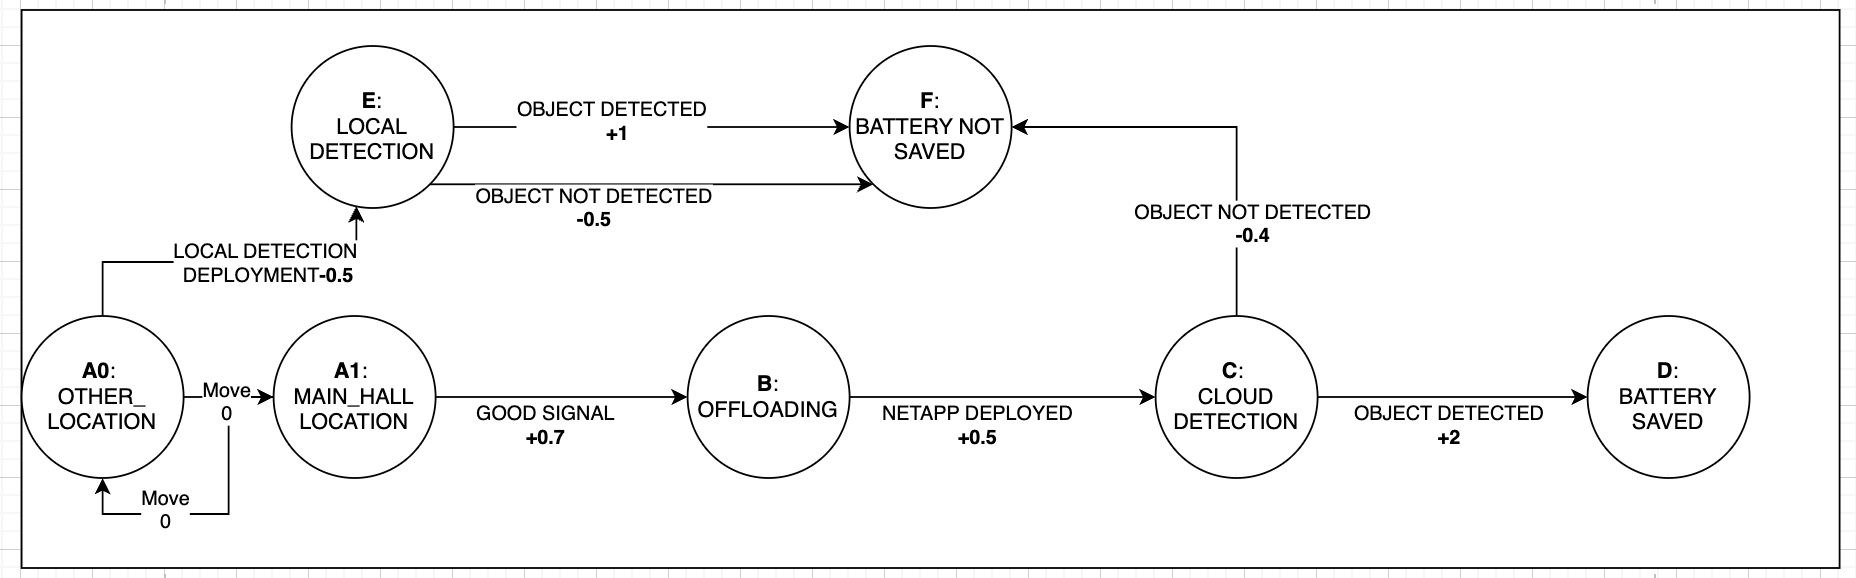 E:
LOCAL
DETECTION
OBJECT DETECTED
+1
F:
BATTERY NOT
SAVED
OBJECT NOT DETECTED
-0.5
OBJECT NOT DETECTED
-0.4
LOCAL DETECTION
DEPLOYMENT-0.5
A0:
OTHER_
LOCATION
Move
0
Move
0
A1:
MAIN_HALL
LOCATION
GOOD SIGNAL
+0.7
B:
OFFLOADING
NETAPP DEPLOYED
+0.5
C:
CLOUD
DETECTION
OBJECT DETECTED
+2
D:
BATTERY
SAVED